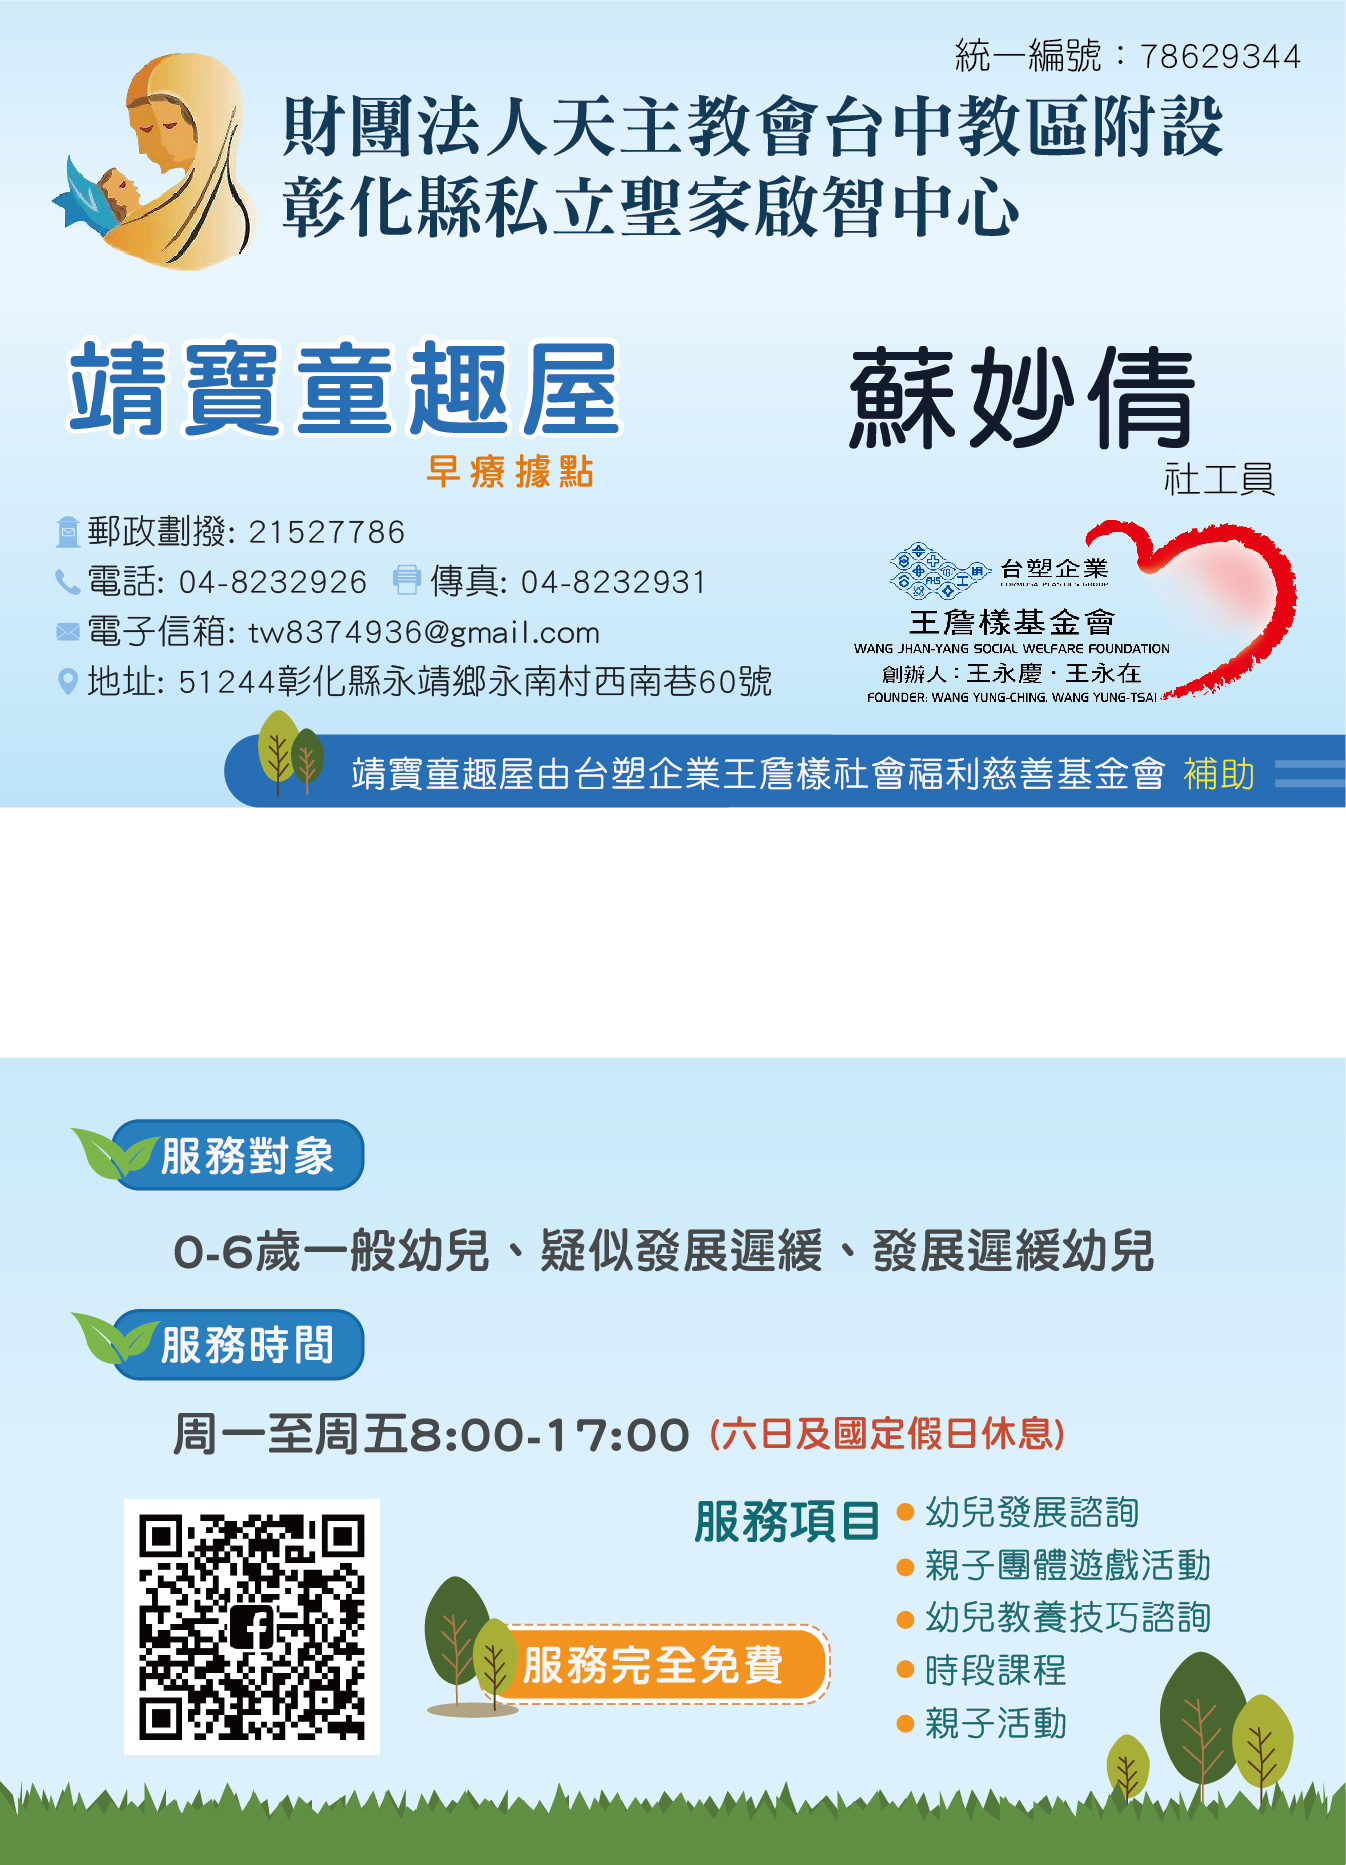 統一編號：78629344
財團法人天主教會台中教區附設
彰化縣私立聖家啟智中心
靖寶童趣屋
早療據點
蘇妙倩
社工員
郵政劃撥: 21527786
電話: 04-8232926 傳真: 04-8232931
電子信箱: tw8374936@gmail.com
地址: 51244彰化縣永靖鄉永南村西南巷60號
台塑企業
FORMOSA PLASTICS GROUP
王詹樣基金會
WANG JHAN-YANG SOCIAL WELFARE FOUNDATION
創辦人：王永慶·王永在
FOUNDER: WANG YUNG-CHING. WANG YUNG-TSAI
靖寶童趣屋由台塑企業王詹樣社會福利慈善基金會 補助
服務對象
0-6歲一般幼兒、疑似發展遲緩、發展遲緩幼兒
服務時間
周一至周五8:00-17:00 (六日及國定假日休息)
服務項目
幼兒發展諮詢
親子團體遊戲活動
幼兒教養技巧諮詢
時段課程
親子活動
服務完全免費